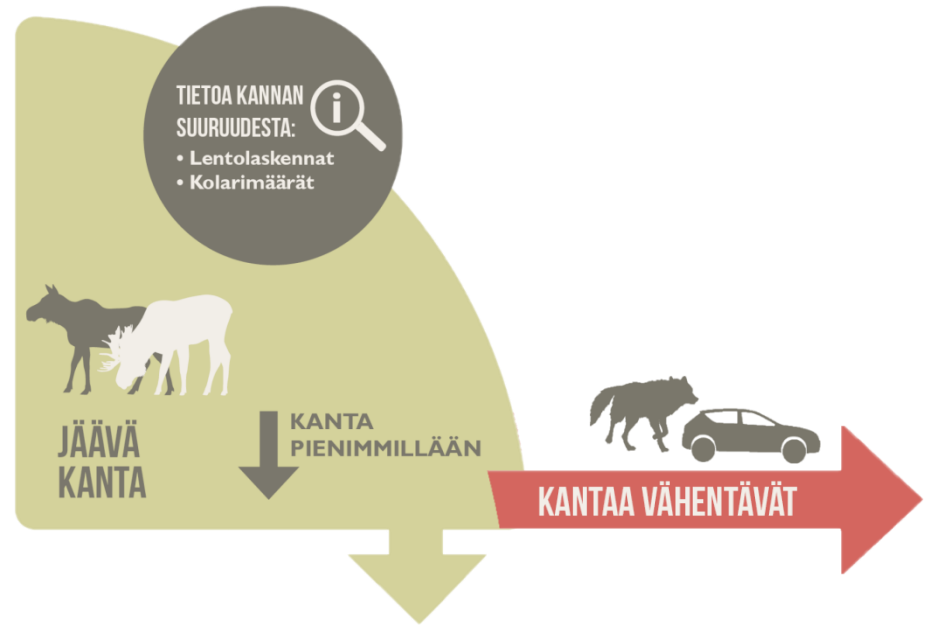 TIETOA KANNAN
SUURUUDESTA:
• Lentolaskennat
• Kolarimäärät
JÄÄVÄ
KANTA
KANTA
PIENIMMILLÄÄN
KANTAA VÄHENTÄVÄT